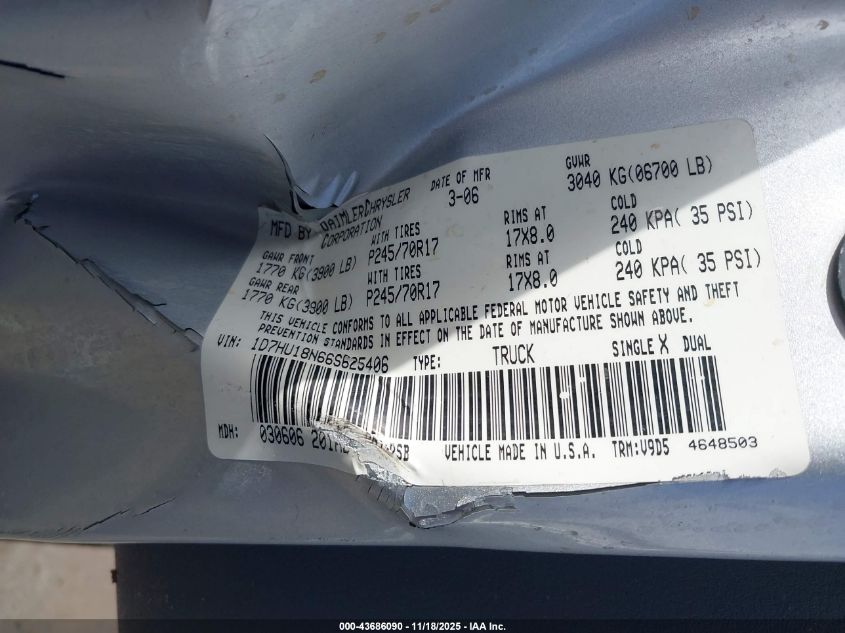 MFD BY DAIMLERCHRYSLER CORPORATION DATE OF MFR 3-06 GVWR 3040 KG(06700 LB)
GAWR FRONT WITH TIRES RIMS AT COLD
1770 KG(3900 LB) P245/70R17 17X8.0 240 KPA( 35 PSI)
GAWR REAR WITH TIRES RIMS AT COLD
1770 KG(3900 LB) P245/70R17 17X8.0 240 KPA( 35 PSI)
THIS VEHICLE CONFORMS TO ALL APPLICABLE FEDERAL MOTOR VEHICLE SAFETY AND THEFT
PREVENTION STANDARDS IN EFFECT ON THE DATE OF MANUFACTURE SHOWN ABOVE.
VIN: 1D7HU18N66S625406 TYPE: TRUCK SINGLE X DUAL
MDH: 030606 VEHICLE MADE IN U.S.A. TRM:V9D5 4648503
000-43686090 - 11/18/2025 - IAA Inc.